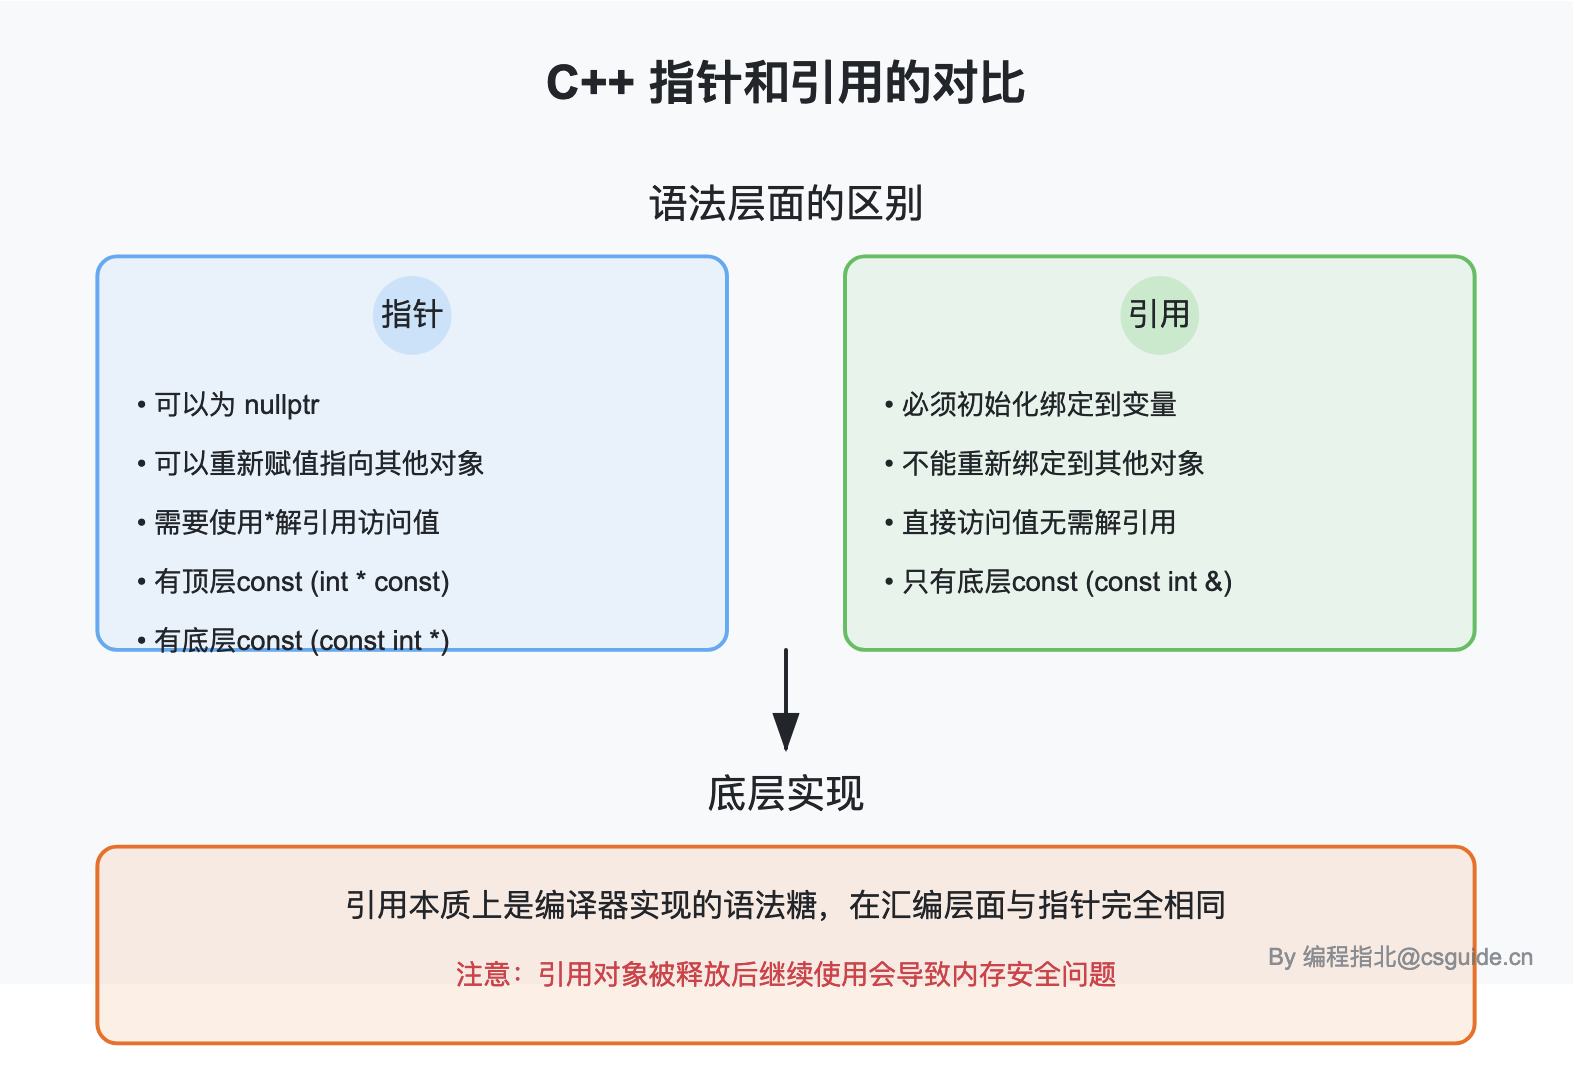 C++ 指针和引用的对比
语法层面的区别
指针
• 可以为 nullptr
• 可以重新赋值指向其他对象
• 需要使用*解引用访问值
• 有顶层const (int * const)
• 有底层const (const int *)
引用
• 必须初始化绑定到变量
• 不能重新绑定到其他对象
• 直接访问值无需解引用
• 只有底层const (const int &)
底层实现
引用本质上是编译器实现的语法糖，在汇编层面与指针完全相同
By 编程指北@csguide.cn
注意：引用对象被释放后继续使用会导致内存安全问题